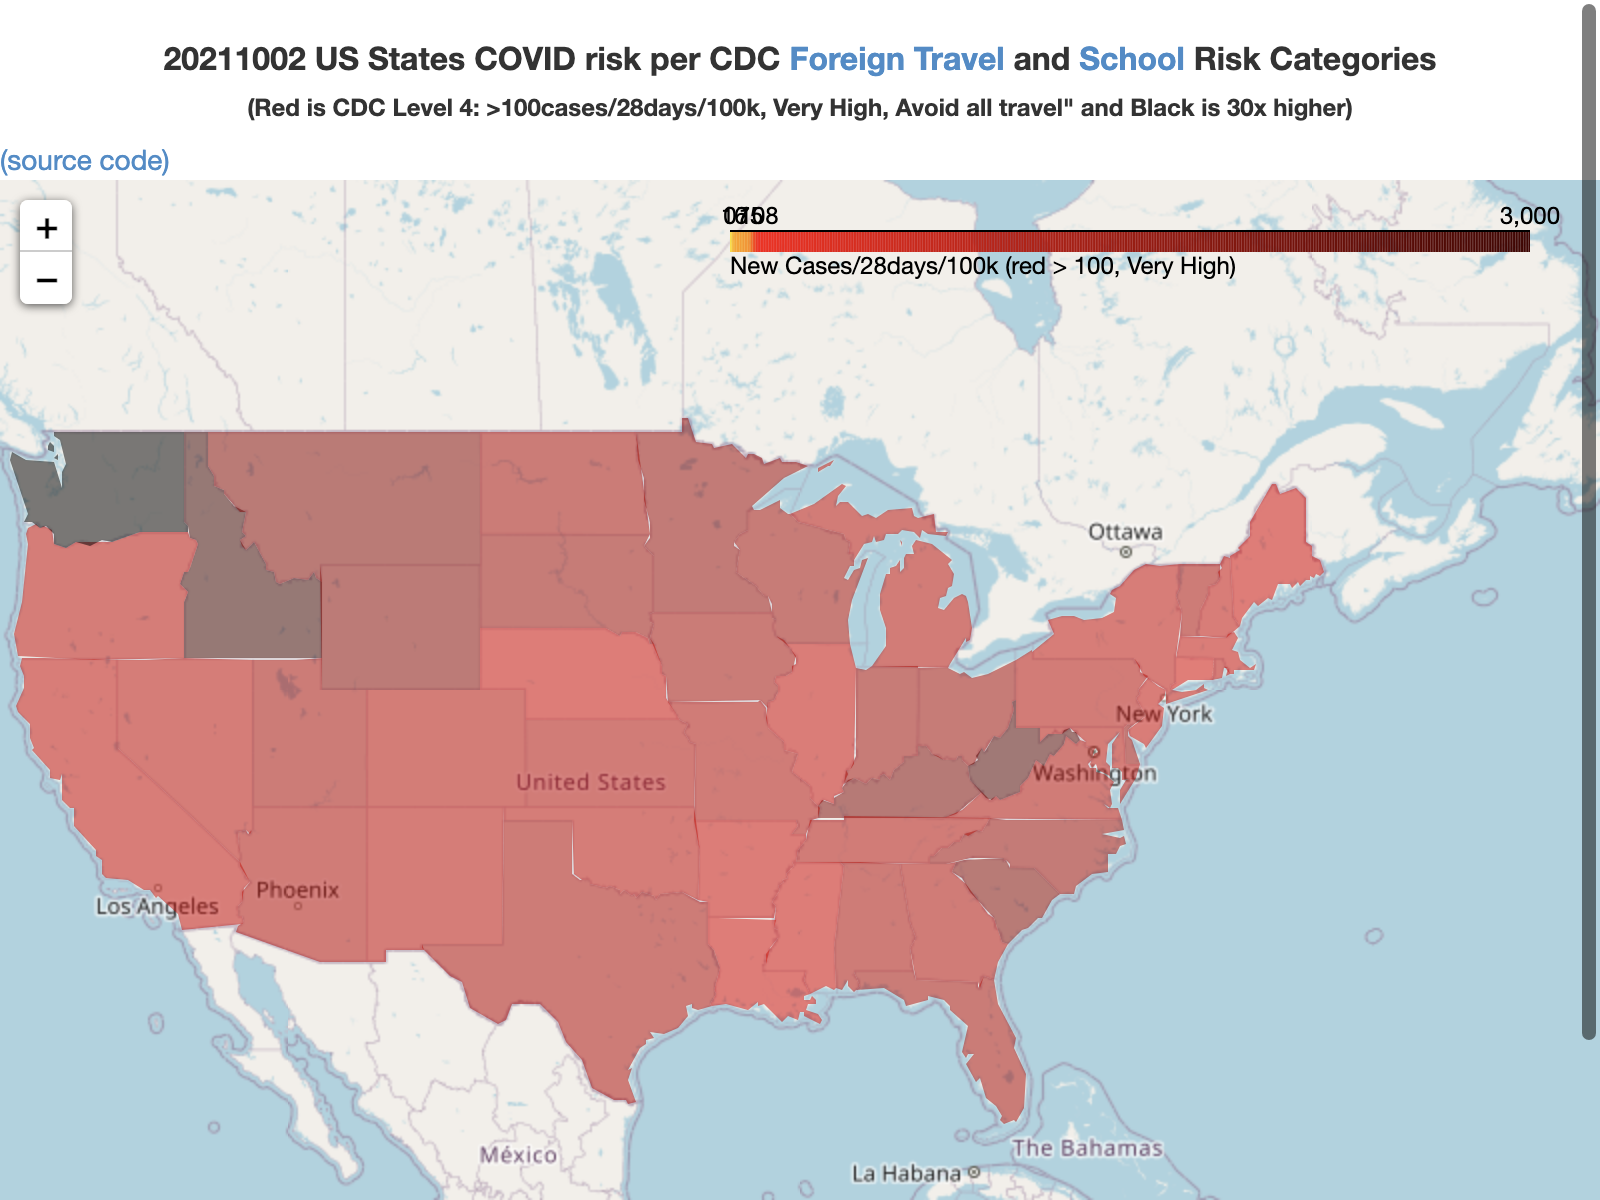 20211002 US States COVID risk per CDC Foreign Travel and School Risk Categories
(Red is CDC Level 4: >100cases/28days/100k, Very High, Avoid all travel" and Black is 30x higher)
(source code)
+
−
3,000
New Cases/28days/100k (red > 100, Very High)
Ottawa
New York
Washington
United States
Phoenix
Los Angeles
The Bahamas
México
La Habana